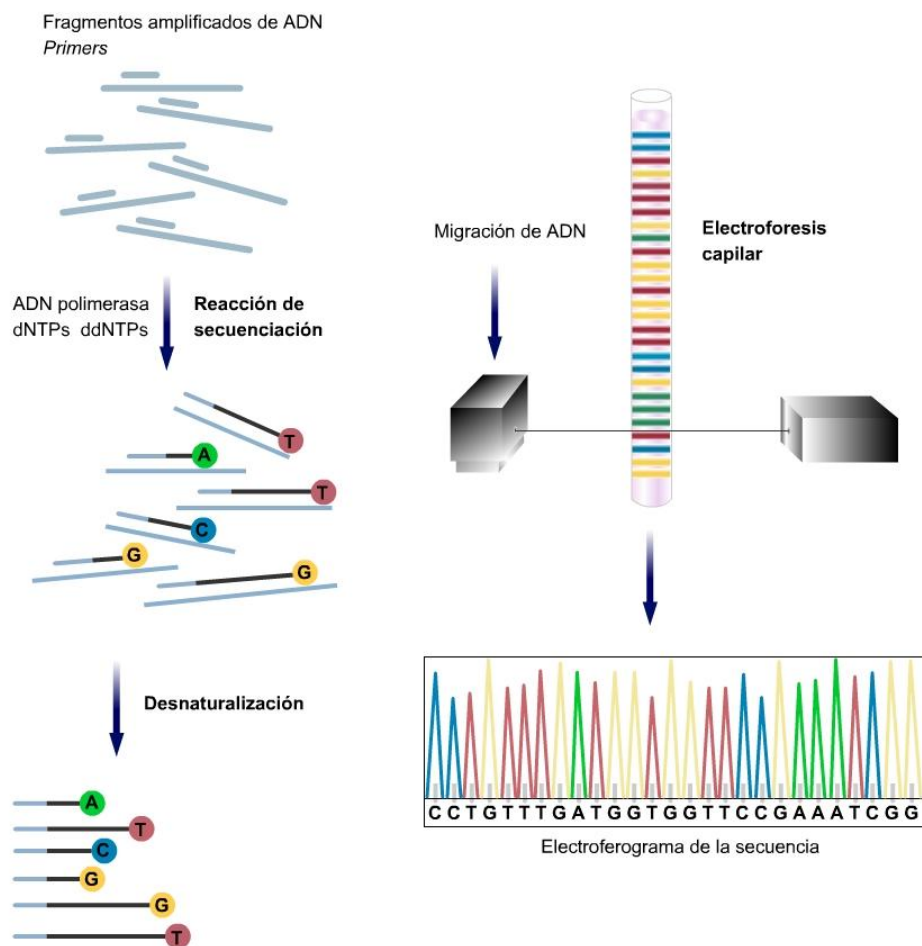 Fragmentos amplificados de ADN
Primers
ADN polimerasa
dNTPs ddNTPs
Reacción de
secuenciación
T
A
T
C
G
G
Desnaturalización
A
T
C
G
G
T
Migración de ADN
Electroforesis
capilar
C C T G T T T G A T G G T G G T T C C G A A A T C G G
Electroferograma de la secuencia